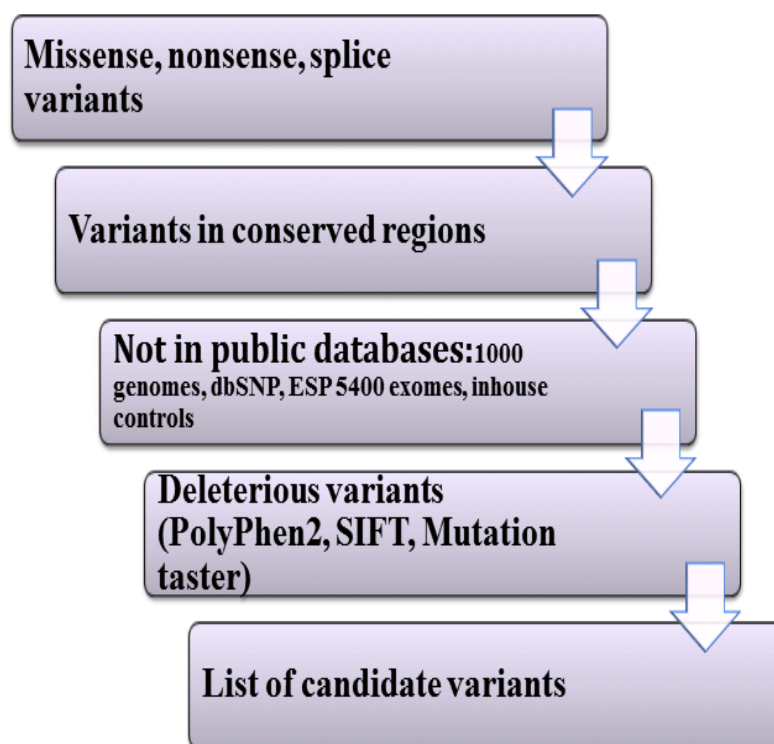 Missense, nonsense, splice
variants
Variants in conserved regions
Not in public databases:1000
genomes, dbSNP, ESP 5400 exomes, inhouse
controls
Deleterious variants
(PolyPhen2, SIFT, Mutation
taster)
List of candidate variants